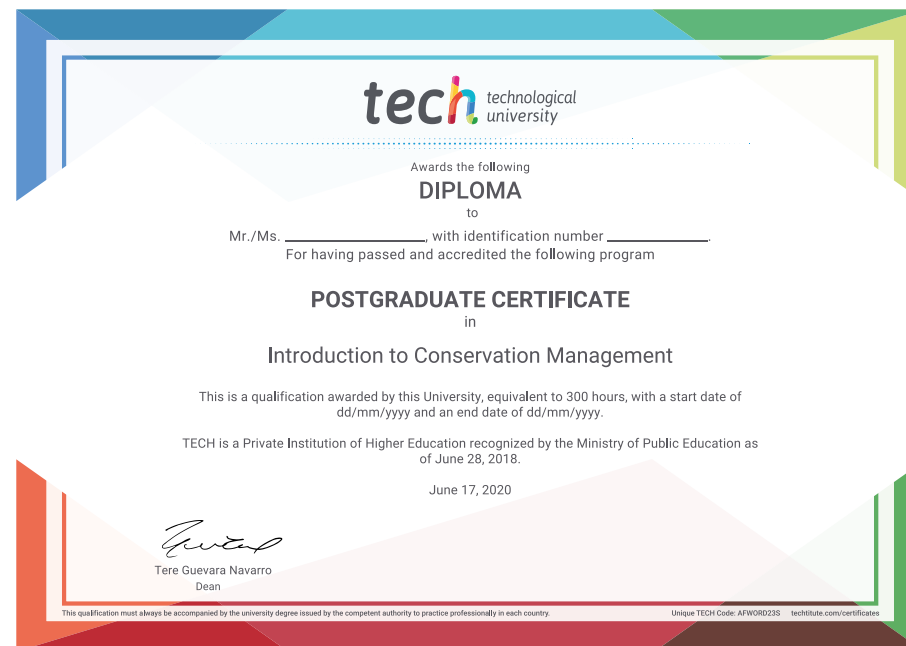 tech technological
university
Awards the following
DIPLOMA
to
Mr./Ms. ____________________, with identification number ______________.
For having passed and accredited the following program
POSTGRADUATE CERTIFICATE
in
Introduction to Conservation Management
This is a qualification awarded by this University, equivalent to 300 hours, with a start date of
dd/mm/yyyy and an end date of dd/mm/yyyy.
TECH is a Private Institution of Higher Education recognized by the Ministry of Public Education as
of June 28, 2018.
June 17, 2020
Tere Guevara Navarro
Dean
This qualification must always be accompanied by the university degree issued by the competent authority to practice professionally in each country. Unique TECH Code: AFWORD23S techtitute.com/certificates